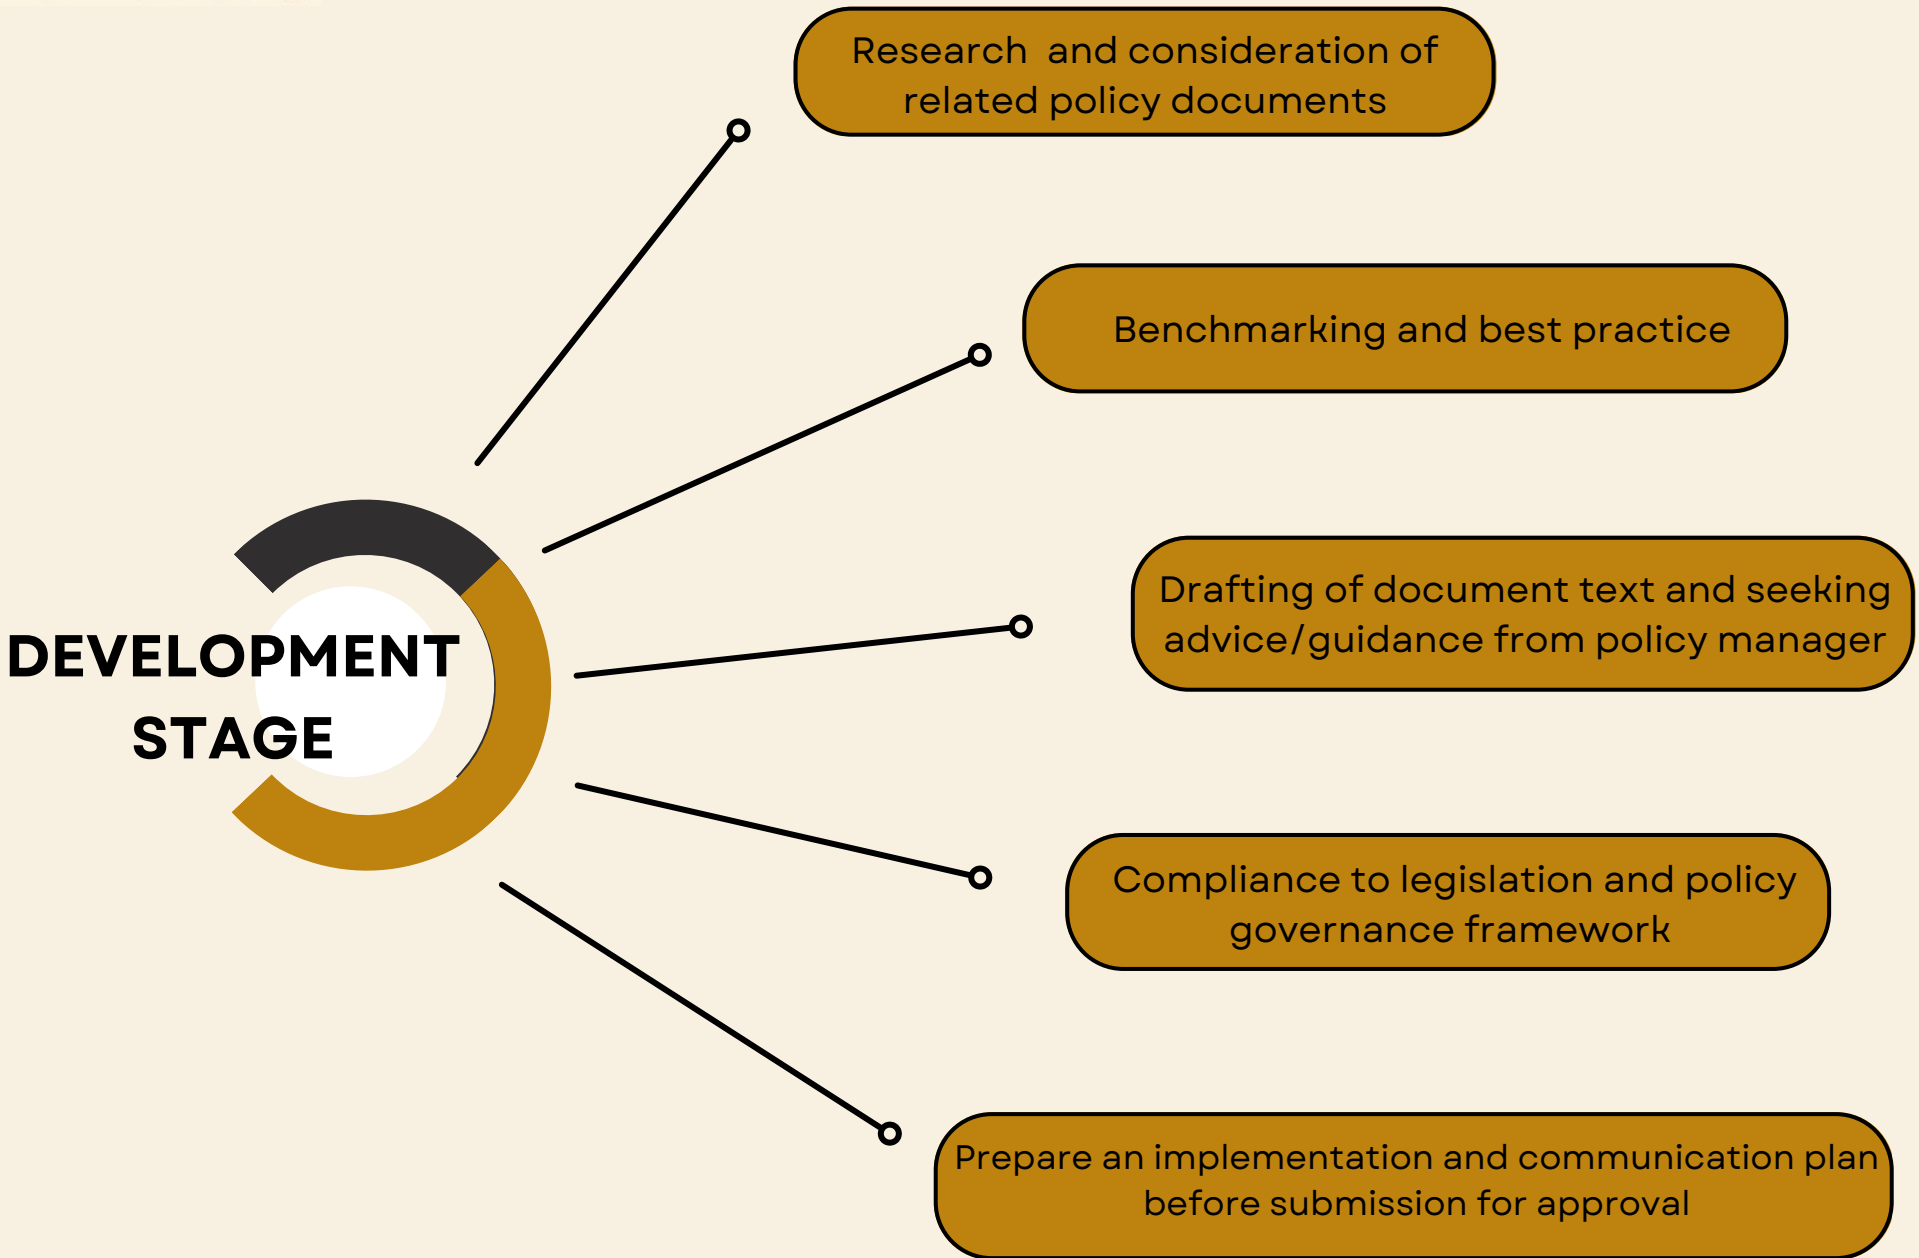 Research and consideration of
related policy documents
Benchmarking and best practice
Drafting of document text and seeking
advice/guidance from policy manager
DEVELOPMENT
STAGE
Compliance to legislation and policy
governance framework
Prepare an implementation and communication plan
before submission for approval